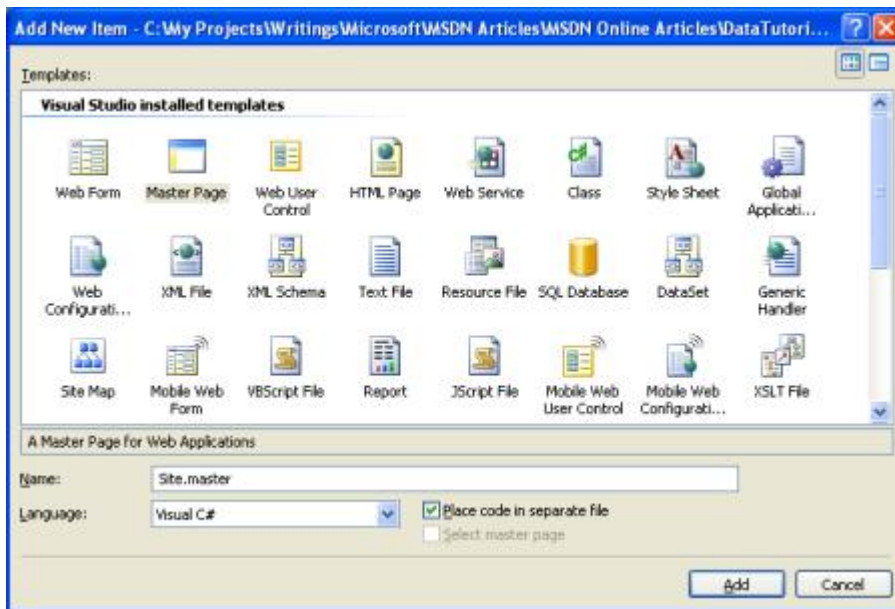 Add New Item - C:\My Projects\Writings\Microsoft\MSDN Articles\MSDN Online Articles\DataTutori...
Templates:
Visual Studio installed templates
Web Form
Master Page
Web User
Control
HTML Page
Web Service
Class
Style Sheet
Global
Applicati...
Web
Configurati...
XML File
XML Schema
Text File
Resource File
SQL Database
DataSet
Generic
Handler
Site Map
Mobile Web
Form
VBScript File
Report
JScript File
Mobile Web
User Control
Mobile Web
Configurati...
XSLT File
A Master Page for Web Applications
Name:
Site.master
Language:
Visual C#
Place code in separate file
Select master page
Add
Cancel